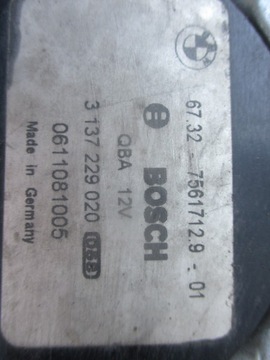 67.32 - 7561712.9 - 01
BOSCH
QBA 12V
3 137 229 020
0611081005
Made in Germany